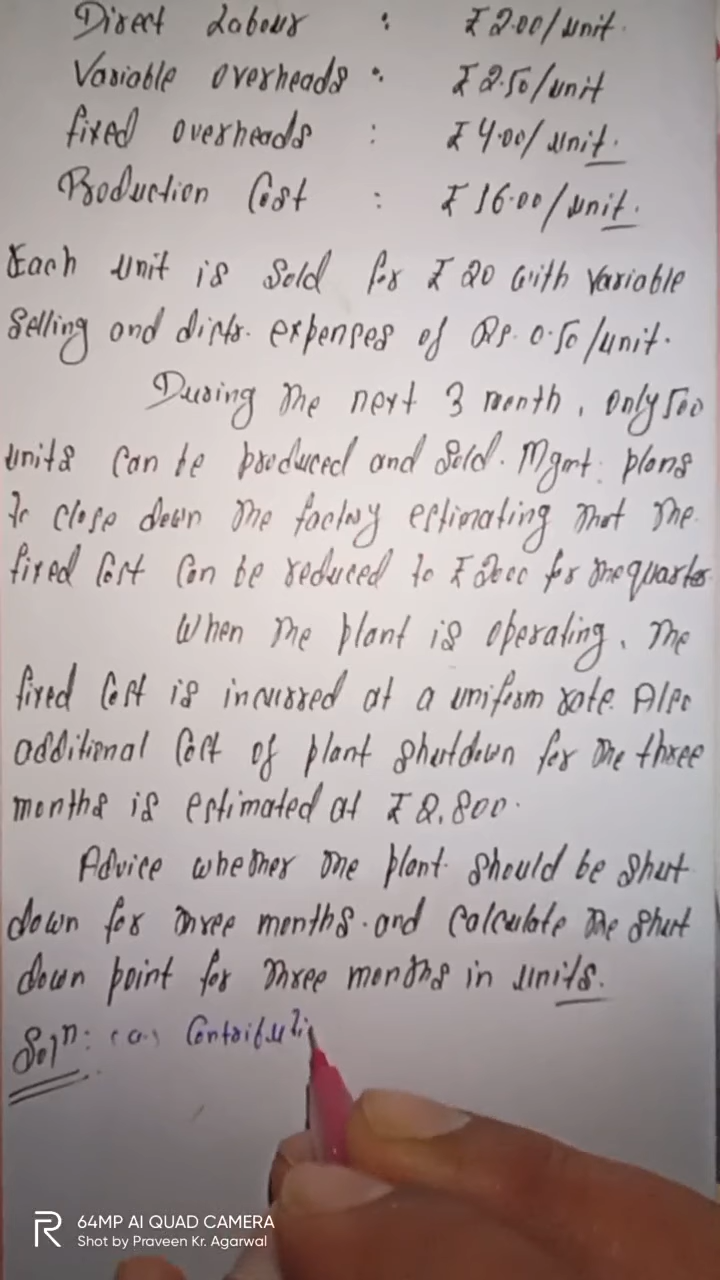 Direct Labour : ₹2.00/unit.
Variable overheads : ₹2.50/unit
fixed overheads : ₹4.00/unit.
Production Cost : ₹16.00/unit.
Each unit is sold for ₹20 with variable
selling and distr. expenses of Rs. 0.50/unit.
During the next 3 month, only 500
units can be produced and sold. Mgmt. plans
to close down the factory estimating that the
fixed Cost can be reduced to ₹2000 for the quarter
When the plant is operating, the
fixed Cost is incurred at a uniform rate. Also
additional Cost of plant shutdown for the three
months is estimated at ₹2,800.
Advice whether the plant should be shut
down for three months and calculate the shut
down point for three months in units.
Soln: (a) Contributi
64MP AI QUAD CAMERA
Shot by Praveen Kr. Agarwal